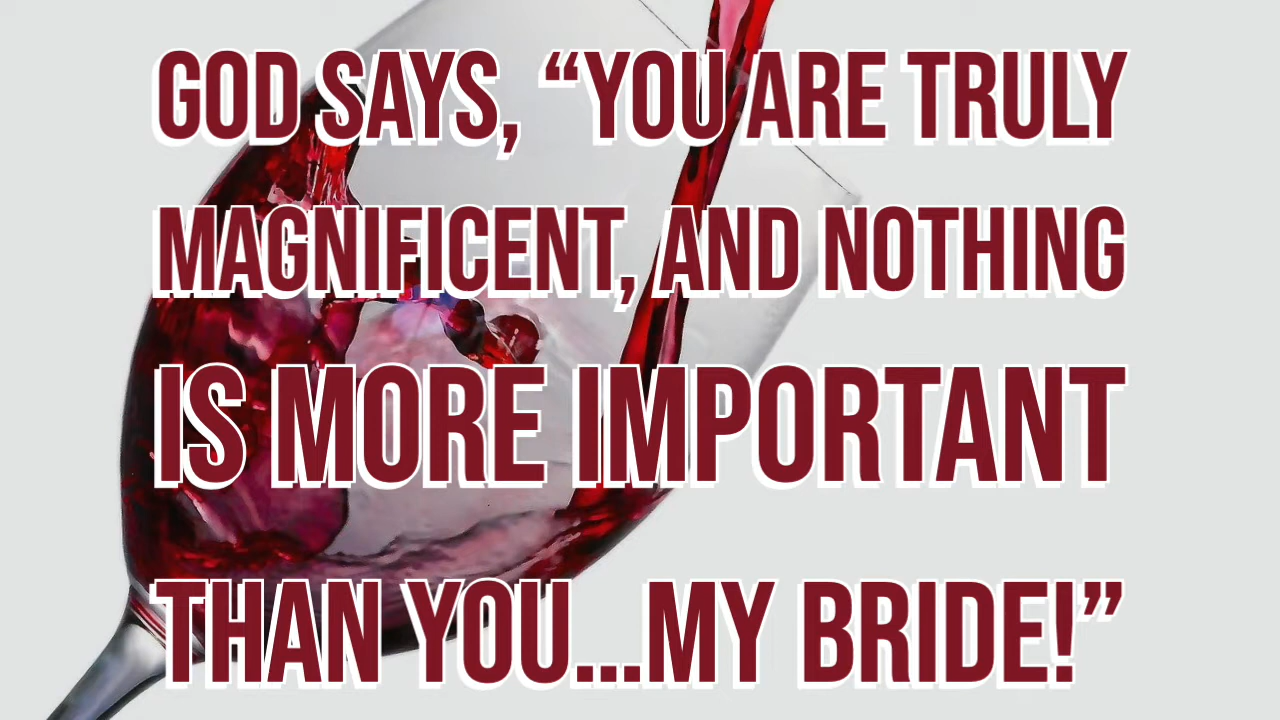 GOD SAYS, “YOU ARE TRULY
MAGNIFICENT, AND NOTHING
IS MORE IMPORTANT
THAN YOU...MY BRIDE!”